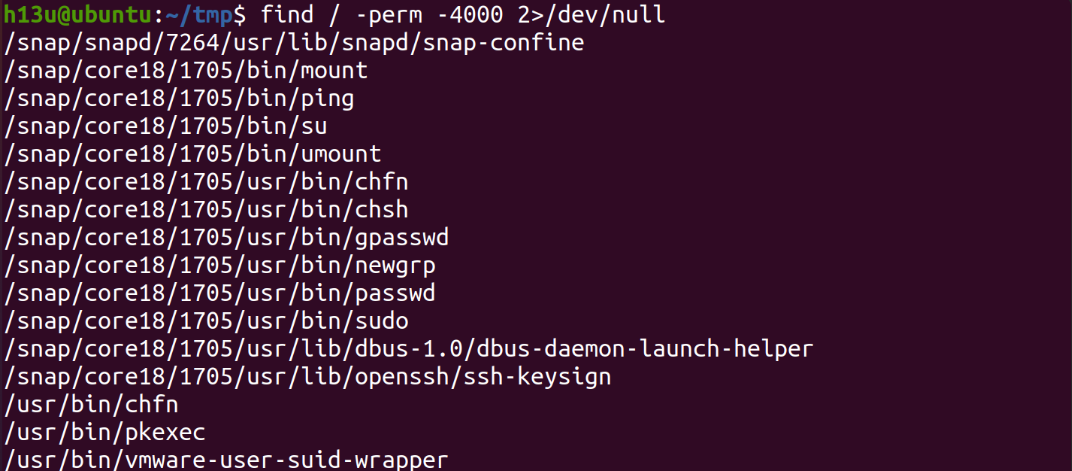 h13u@ubuntu:~/tmp$ find / -perm -4000 2>/dev/null
/snap/snapd/7264/usr/lib/snapd/snap-confine
/snap/core18/1705/bin/mount
/snap/core18/1705/bin/ping
/snap/core18/1705/bin/su
/snap/core18/1705/bin/umount
/snap/core18/1705/usr/bin/chfn
/snap/core18/1705/usr/bin/chsh
/snap/core18/1705/usr/bin/gpasswd
/snap/core18/1705/usr/bin/newgrp
/snap/core18/1705/usr/bin/passwd
/snap/core18/1705/usr/bin/sudo
/snap/core18/1705/usr/lib/dbus-1.0/dbus-daemon-launch-helper
/snap/core18/1705/usr/lib/openssh/ssh-keysign
/usr/bin/chfn
/usr/bin/pkexec
/usr/bin/vmware-user-suid-wrapper